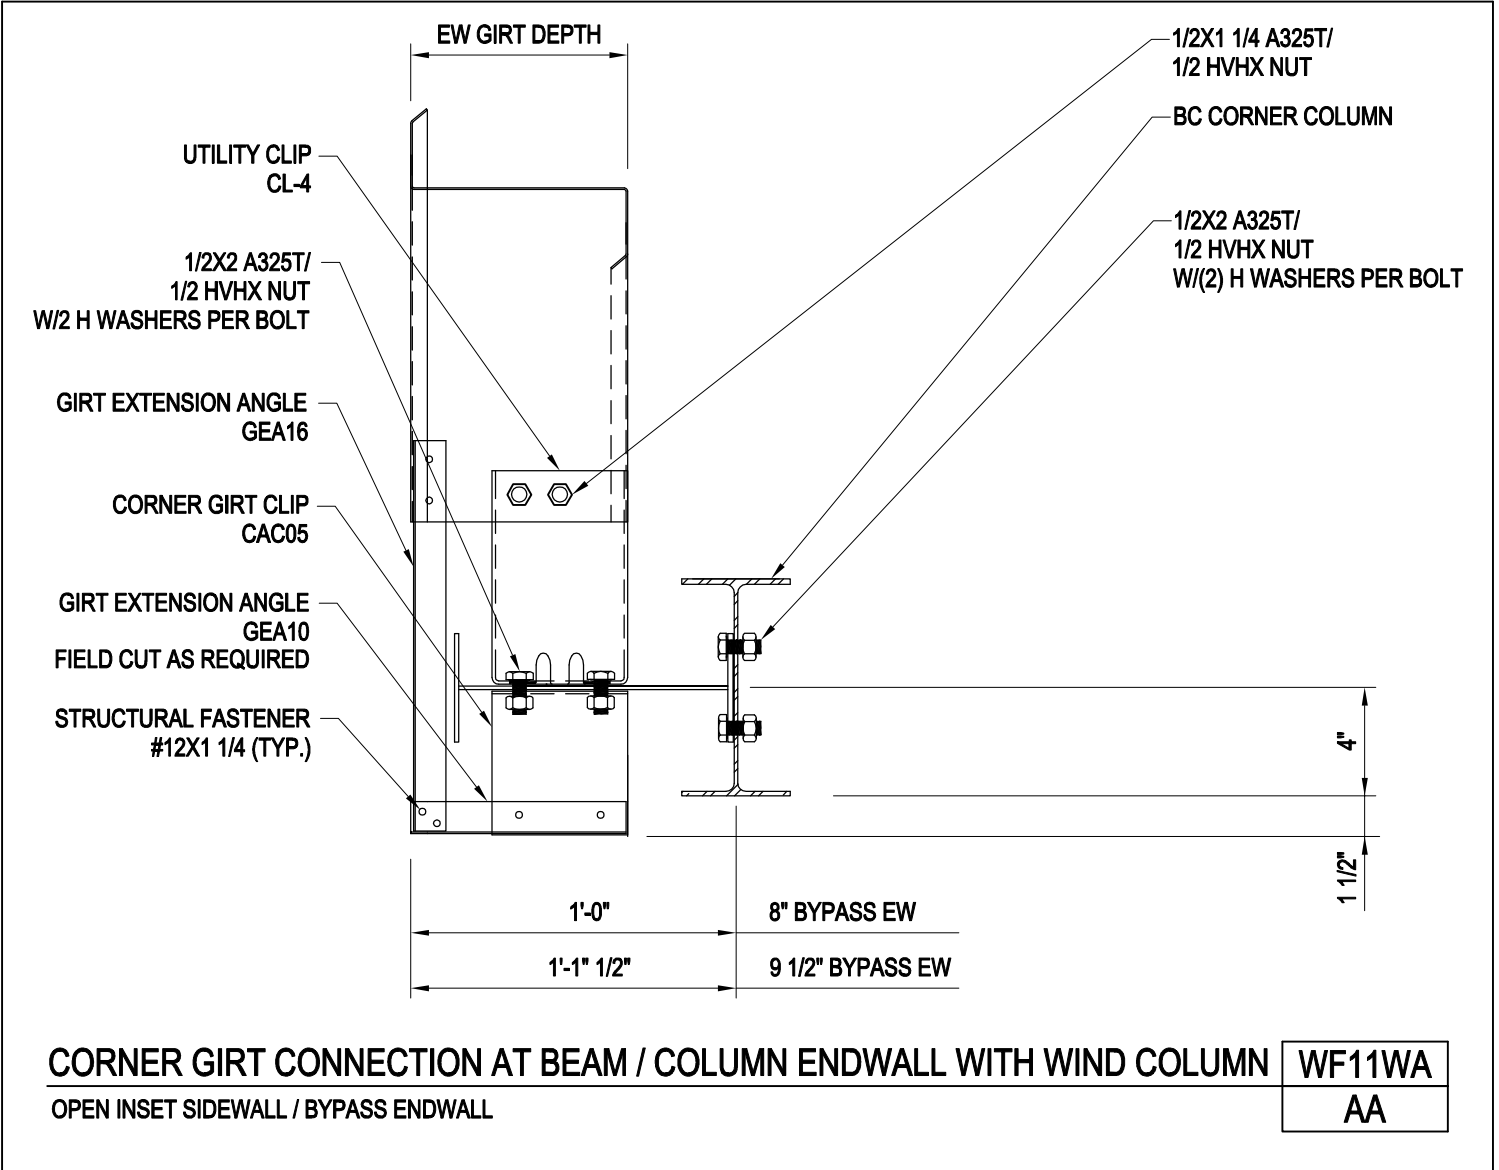 EW GIRT DEPTH
UTILITY CLIP
CL-4
1/2X2 A325T/
1/2 HVHX NUT
W/2 H WASHERS PER BOLT
GIRT EXTENSION ANGLE
GEA16
CORNER GIRT CLIP
CAC05
GIRT EXTENSION ANGLE
GEA10
FIELD CUT AS REQUIRED
STRUCTURAL FASTENER
#12X1 1/4 (TYP.)
1/2X1 1/4 A325T/
1/2 HVHX NUT
BC CORNER COLUMN
1/2X2 A325T/
1/2 HVHX NUT
W/(2) H WASHERS PER BOLT
4"
1 1/2"
1'-0"
8" BYPASS EW
1'-1" 1/2"
9 1/2" BYPASS EW
CORNER GIRT CONNECTION AT BEAM / COLUMN ENDWALL WITH WIND COLUMN
OPEN INSET SIDEWALL / BYPASS ENDWALL
WF11WA
AA